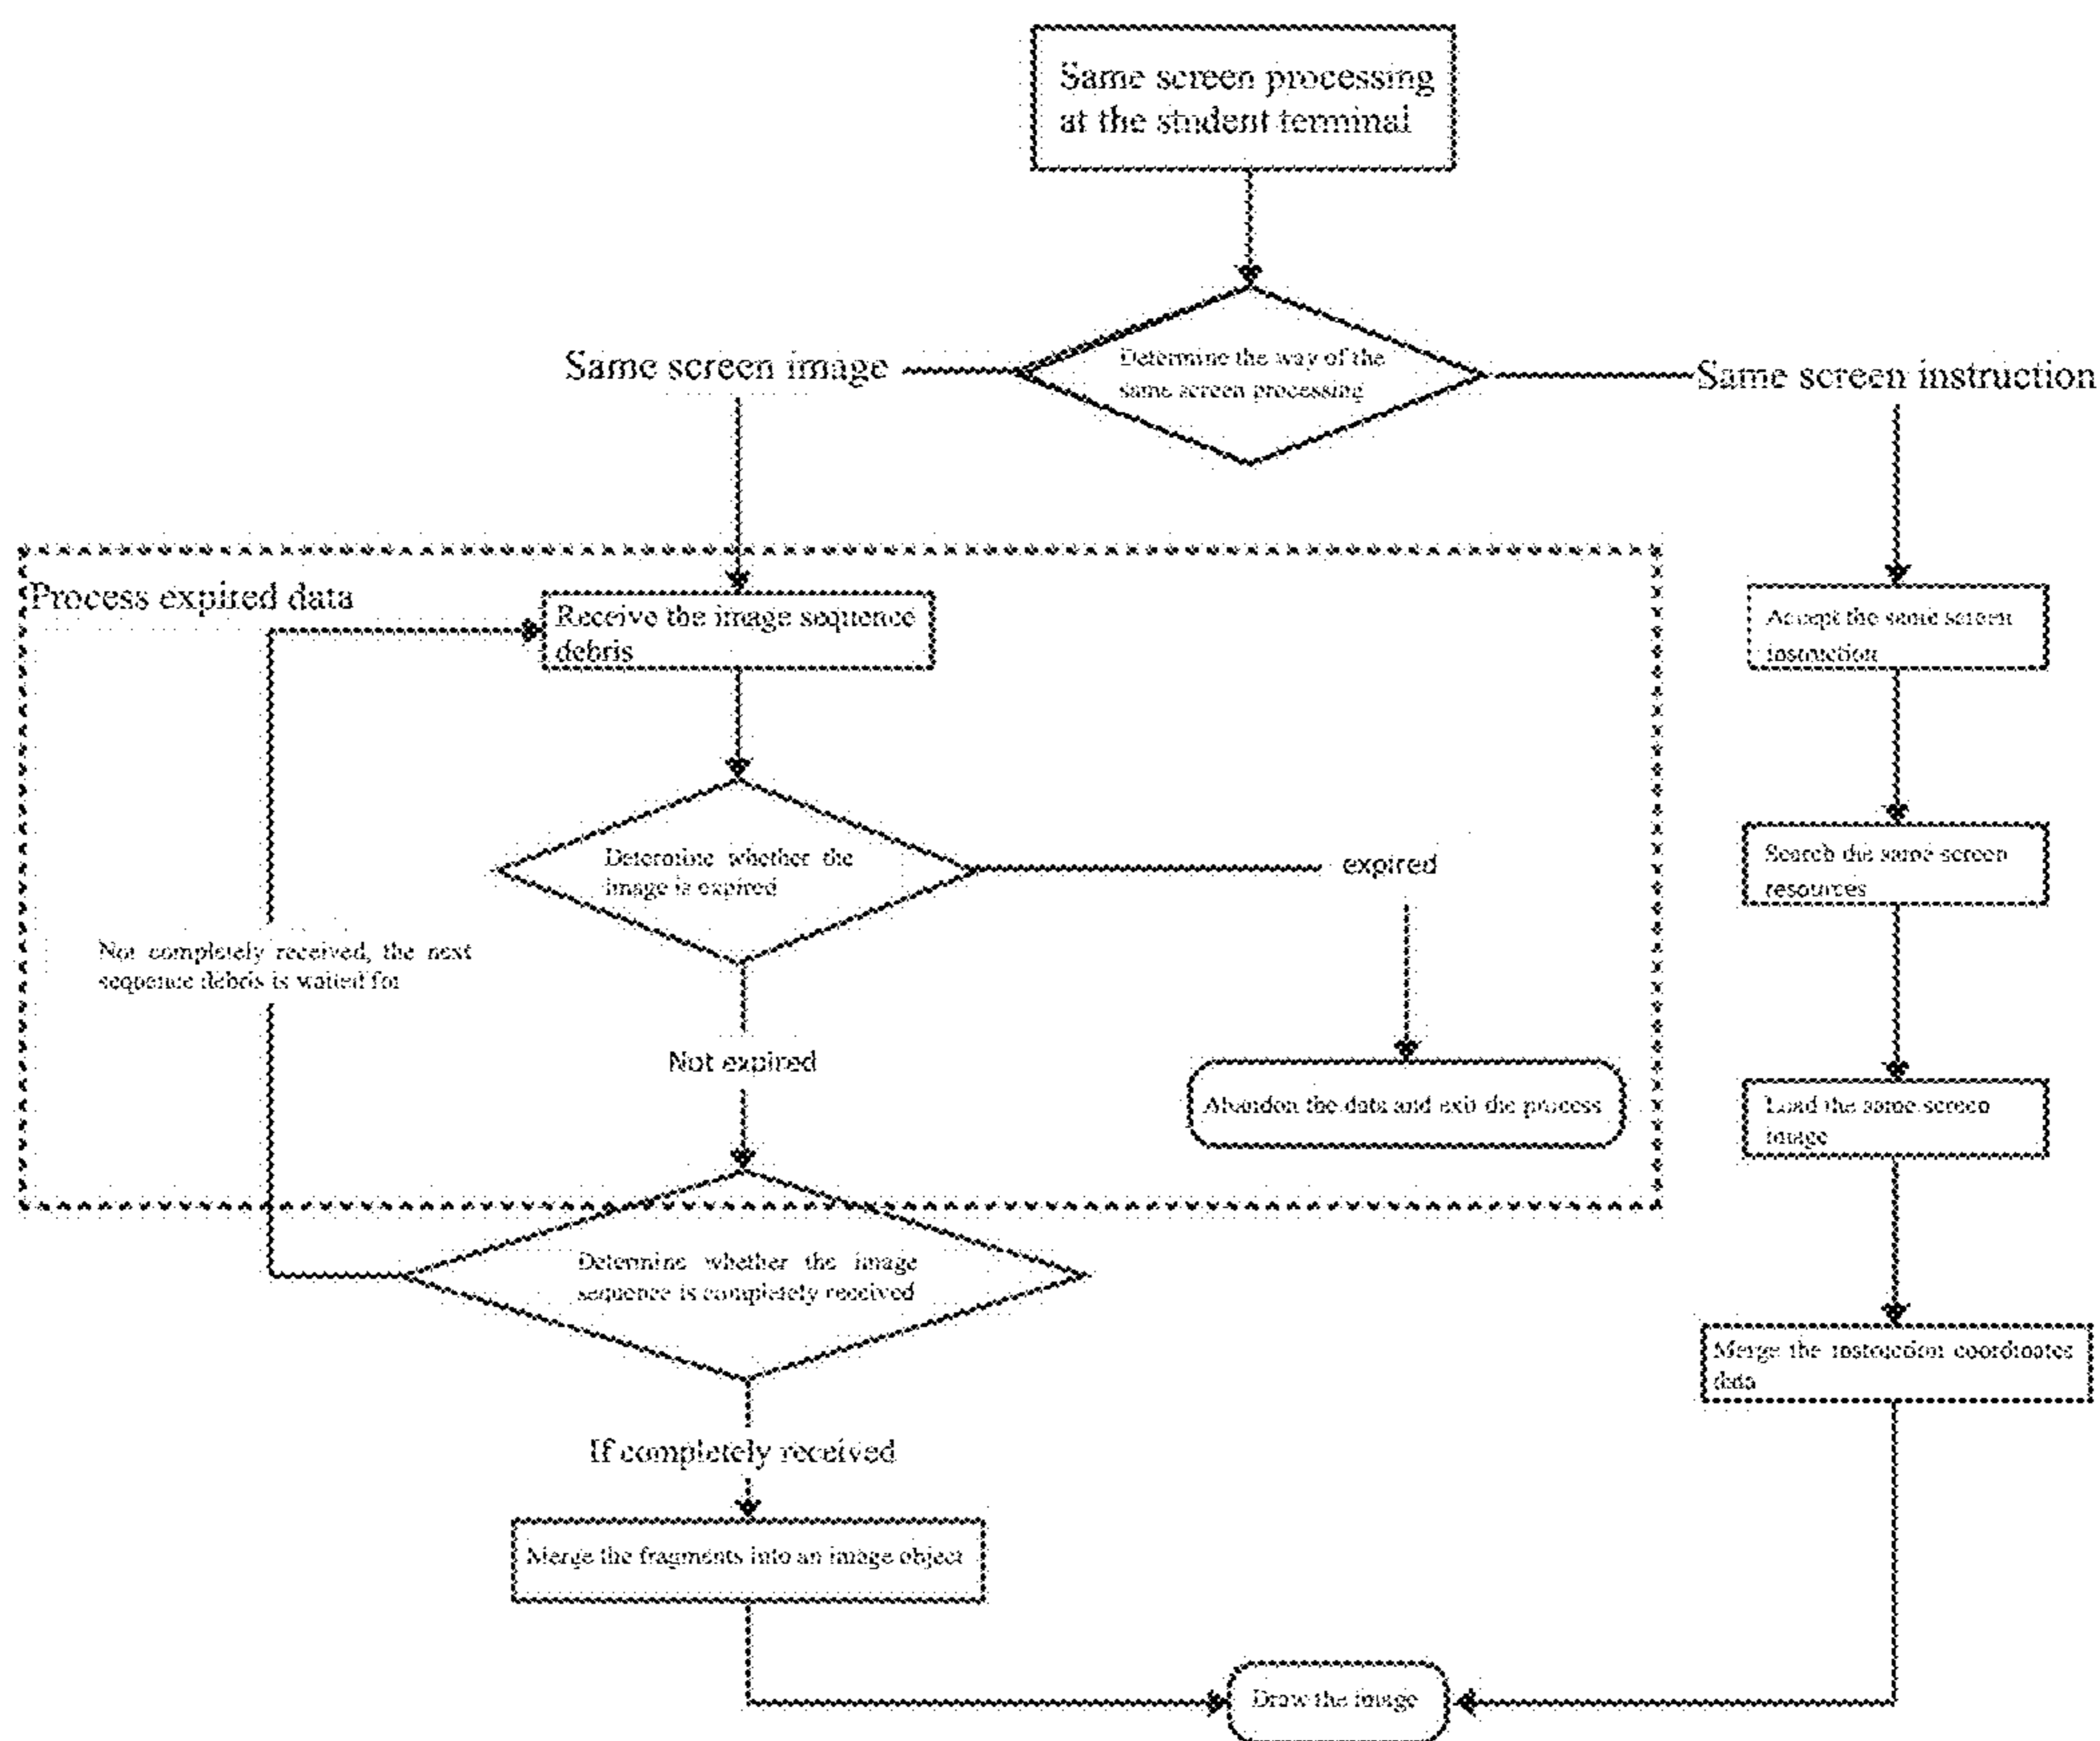 Same screen processing
at the student terminal
Determine the way of the
same screen processing
Same screen image
Same screen instruction
Process expired data
Receive the image sequence
debris
Accept the same screen
instruction
Determine whether the
image is expired
expired
Search the same screen
resources
Not completely received, the next
sequence debris is waited for
Not expired
Abandon the data and exit the process
Load the same screen
image
Determine whether the image
sequence is completely received
Merge the instruction coordinates
data
If completely received
Merge the fragments into an image object
Draw the image